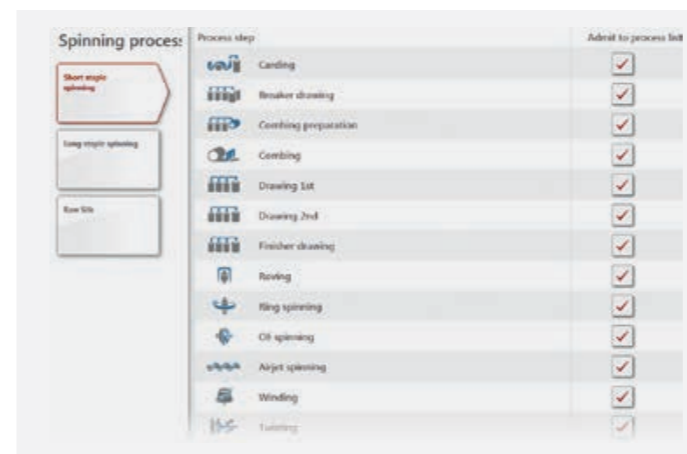 Spinning process
Process step
Admit to process list
Short staple
spinning
Long staple spinning
Raw Silk
Carding
Breaker drawing
Combing preparation
Combing
Drawing 1st
Drawing 2nd
Finisher drawing
Roving
Ring spinning
OE spinning
Airjet spinning
Winding
Twisting